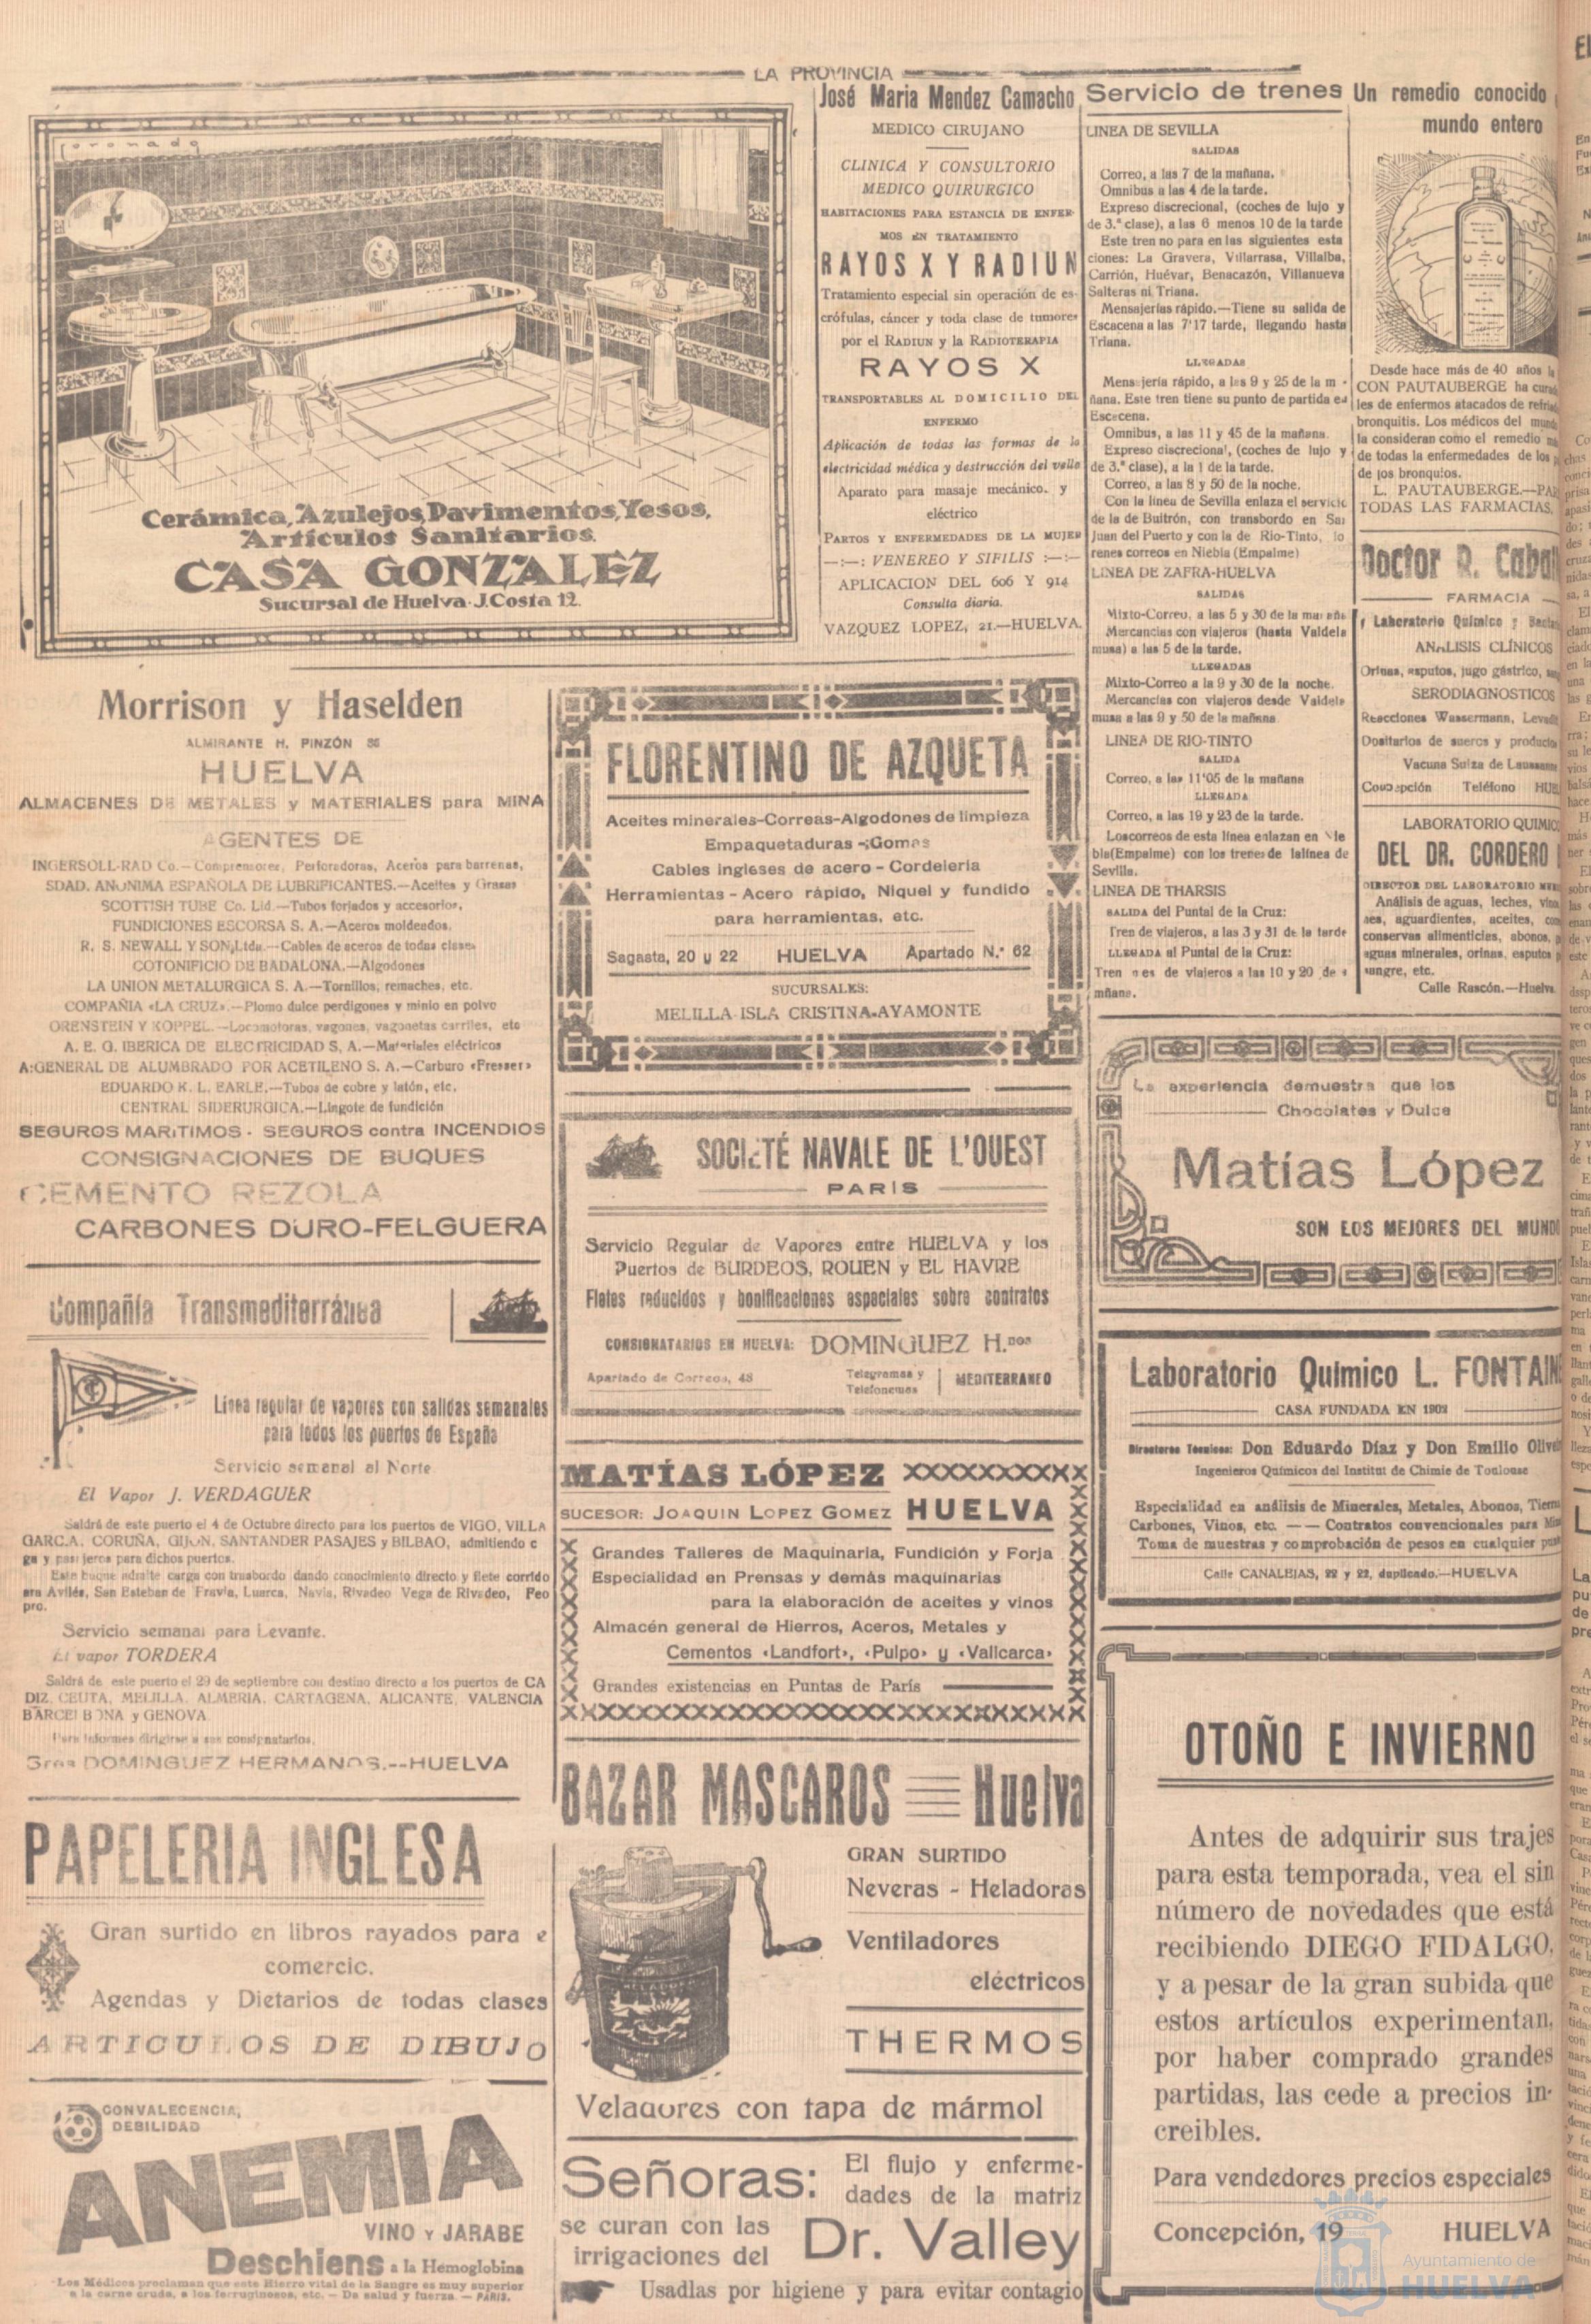 LA PROVINCIA
Coronado
Cerámica, Azulejos, Pavimentos, Yesos,
Artículos Sanitarios.
CASA GONZALEZ
Sucursal de Huelva·J.Costa 12.
José Maria Mendez Camacho
MEDICO CIRUJANO
CLINICA Y CONSULTORIO
MEDICO QUIRURGICO
HABITACIONES PARA ESTANCIA DE ENFER-
MOS EN TRATAMIENTO
RAYOS X Y RADIUN
Tratamiento especial sin operación de es-
crófulas, cáncer y toda clase de tumores
por el RADIUN y la RADIOTERAPIA
RAYOS X
TRANSPORTABLES AL DOMICILIO DEL
ENFERMO
Aplicación de todas las formas de la
electricidad médica y destrucción del vello
Aparato para masaje mecánico. y
eléctrico
PARTOS Y ENFERMEDADES DE LA MUJER
—:—: VENEREO Y SIFILIS :—:—
APLICACION DEL 606 Y 914
Consulta diaria.
VAZQUEZ LOPEZ, 21.—HUELVA.
Servicio de trenes
LINEA DE SEVILLA
SALIDAS
Correo, a las 7 de la mañana.
Omnibus a las 4 de la tarde.
Expreso discrecional, (coches de lujo y
de 3.ª clase), a las 6 menos 10 de la tarde
Este tren no para en las siguientes esta
ciones: La Gravera, Villarrasa, Villalba,
Carrión, Huévar, Benacazón, Villanueva
Salteras ni Triana.
Mensajerías rápido.—Tiene su salida de
Escacena a las 7'17 tarde, llegando hasta
Triana.
LLEGADAS
Mensajería rápido, a las 9 y 25 de la m
ñana. Este tren tiene su punto de partida en
Escecena.
Omnibus, a las 11 y 45 de la mañana.
Expreso discrecional, (coches de lujo y
de 3.ª clase), a la 1 de la tarde.
Correo, a las 8 y 50 de la noche.
Con la línea de Sevilla enlaza el servicio
de la de Buitrón, con transbordo en San
Juan del Puerto y con la de Rio-Tinto, lo
renes correos en Niebla (Empalme)
LINEA DE ZAFRA-HUELVA
SALIDAS
Mixto-Correo, a las 5 y 30 de la mañana
Mercancías con viajeros (hasta Valdela
musa) a las 5 de la tarde.
LLEGADAS
Mixto-Correo a la 9 y 30 de la noche.
Mercancías con viajeros desde Valdela
musa a las 9 y 50 de la mañana
LINEA DE RIO-TINTO
SALIDA
Correo, a las 11'05 de la mañana
LLEGADA
Correo, a las 19 y 23 de la tarde.
Loscorreos de esta línea enlazan en Nie
bla(Empalme) con los trenes de lalínea de
Sevilla.
LINEA DE THARSIS
SALIDA del Puntal de la Cruz:
Tren de viajeros, a las 3 y 31 de la tarde
LLEGADA al Puntal de la Cruz:
Tren de viajeros a las 10 y 20 de
mñane.
Un remedio conocido
mundo entero
Desde hace más de 40 años
CON PAUTAUBERGE ha
les de enfermos atacados de
bronquitis. Los médicos del
la consideran como el remedio
de todas la enfermedades de los
de los bronquios.
L. PAUTAUBERGE.—
TODAS LAS FARMACIAS.
Doctor R.
FARMACIA
Laboratorio Químico y
ANALISIS CLÍNICOS
Orinas, esputos, jugo gástrico,
SERODIAGNOSTICOS
Reacciones Wassermann,
Dositarios de sueros y productos
Vacuna Suiza de Laussanne
Concepción Teléfono
LABORATORIO QUIMICO
DEL DR. CORDERO
DIRECTOR DEL LABORATORIO
Análisis de aguas, leches,
aguardientes, aceites,
conservas alimenticias, abonos,
aguas minerales, orinas, esputos
sangre, etc.
Calle Rascón.—Huelva
Morrison y Haselden
ALMIRANTE H. PINZÓN
HUELVA
ALMACENES DE METALES y MATERIALES para MINA
AGENTES DE
INGERSOLL-RAD Co.—Compremores, Perforadoras, Aceros para barrenas,
SDAD. ANONIMA ESPAÑOLA DE LUBRIFICANTES.—Aceites y Grasas
SCOTTISH TUBE Co. Ltd.—Tubos forjados y accesorios,
FUNDICIONES ESCORSA S. A.—Aceros moldeados.
R. S. NEWALL Y SON, Ltda.—Cables de aceros de todas clases
COTONIFICIO DE BADALONA.—Algodones
LA UNION METALURGICA S. A.—Tornillos, remaches, etc.
COMPAÑIA «LA CRUZ».—Plomo dulce perdigones y minio en polvo
ORENSTEIN Y KOPPEL.—Locomotoras, vagones, vagonetas carriles, etc
A. E. G. IBERICA DE ELECTRICIDAD S. A.—Materiales eléctricos
A:GENERAL DE ALUMBRADO POR ACETILENO S. A.—Carburo «Fresser»
EDUARDO K. L. EARLE.—Tubos de cobre y latón, etc.
CENTRAL SIDERURGICA.—Lingote de fundición
SEGUROS MARITIMOS - SEGUROS contra INCENDIOS
CONSIGNACIONES DE BUQUES
CEMENTO REZOLA
CARBONES DURO-FELGUERA
FLORENTINO DE AZQUETA
Aceites minerales-Correas-Algodones de limpieza
Empaquetaduras - Gomas
Cables ingleses de acero - Cordelería
Herramientas - Acero rápido, Niquel y fundido
para herramientas, etc.
Sagasta, 20 y 22 HUELVA Apartado N.º 62
SUCURSALES:
MELILLA-ISLA CRISTINA-AYAMONTE
SOCIETÉ NAVALE DE L'OUEST
PARÍS
Servicio Regular de Vapores entre HUELVA y los
Puertos de BURDEOS, ROUEN y EL HAVRE
Fletes reducidos y bonificaciones especiales sobre contratos
CONSIGNATARIOS EN HUELVA: DOMINGUEZ H.nos
Apartado de Correos, 48
Telegramas y
Telefonemas
MEDITERRANEO
La experiencia demuestra que los
Chocolates y Dulce
Matías López
SON LOS MEJORES DEL MUNDO
Compañía Transmediterránea
Línea regular de vapores con salidas semanales
para todos los puertos de España
Servicio semanal al Norte
El Vapor J. VERDAGUER
Saldrá de este puerto el 4 de Octubre directo para los puertos de VIGO, VILLA
GARCIA, CORUÑA, GIJON, SANTANDER PASAJES y BILBAO, admitiendo c
ga y pasajeros para dichos puertos.
Este buque admite carga con trasbordo dando conocimiento directo y flete corrido
ara Avilés, San Esteban de Pravia, Luarca, Navia, Rivadeo Vega de Rivadeo,
pro.
Servicio semanal para Levante.
El vapor TORDERA
Saldrá de este puerto el 29 de septiembre con destino directo a los puertos de CA
DIZ, CEUTA, MELILLA, ALMERIA, CARTAGENA, ALICANTE, VALENCIA
BARCELONA y GENOVA
Para informes dirigirse a sus consignatarios,
Sres DOMINGUEZ HERMANOS.--HUELVA
MATÍAS LÓPEZ
SUCESOR: JOAQUIN LOPEZ GOMEZ HUELVA
Grandes Talleres de Maquinaria, Fundición y Forja
Especialidad en Prensas y demás maquinarias
para la elaboración de aceites y vinos
Almacén general de Hierros, Aceros, Metales y
Cementos «Landfort», «Pulpo» y «Vallcarca»
Grandes existencias en Puntas de París
Laboratorio Químico L. FONTAINE
CASA FUNDADA EN 1902
Directores Técnicos: Don Eduardo Díaz y Don Emilio
Ingenieros Químicos del Institut de Chimie de Toulouse
Especialidad en análisis de Minerales, Metales, Abonos, Tierras
Carbones, Vinos, etc. — — Contratos convencionales para
Toma de muestras y comprobación de pesos en cualquier
Calle CANALEJAS, 22 y 22, duplicado.—HUELVA
PAPELERIA INGLESA
Gran surtido en libros rayados para e
comercic.
Agendas y Dietarios de todas clases
ARTICULOS DE DIBUJO
BAZAR MASCAROS Huelva
GRAN SURTIDO
Neveras - Heladoras
Ventiladores
eléctricos
THERMOS
Veladores con tapa de mármol
OTOÑO E INVIERNO
Antes de adquirir sus trajes
para esta temporada, vea el sin
número de novedades que está
recibiendo DIEGO FIDALGO,
y a pesar de la gran subida que
estos artículos experimentan,
por haber comprado grandes
partidas, las cede a precios in-
creibles.
Para vendedores precios especiales
Concepción, 19 HUELVA
CONVALECENCIA,
DEBILIDAD
ANEMIA
VINO Y JARABE
Deschiens a la Hemoglobina
Los Médicos proclaman que este Hierro vital de la Sangre es muy superior
a la carne cruda, a los ferruginosos, etc. — Da salud y fuerza. — PARIS.
Señoras: El flujo y enferme-
dades de la matriz
se curan con las
irrigaciones del Dr. Valley
Usadlas por higiene y para evitar contagio
Ayuntamiento de
HUELVA